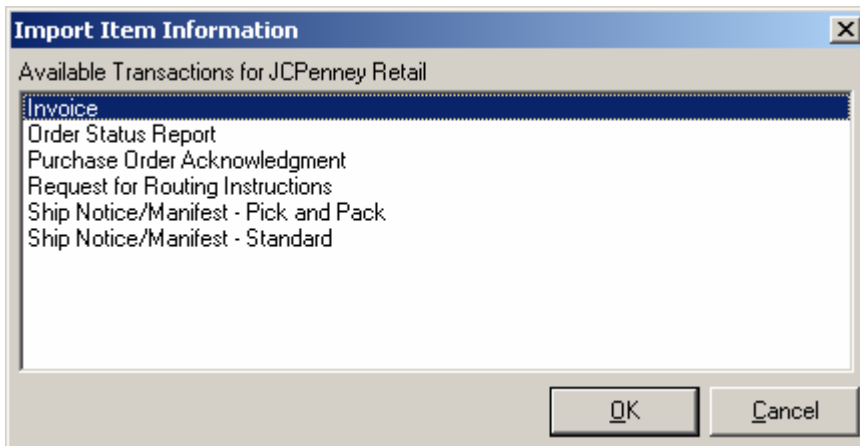 Import Item Information
Available Transactions for JCPenney Retail
Invoice
Order Status Report
Purchase Order Acknowledgment
Request for Routing Instructions
Ship Notice/Manifest - Pick and Pack
Ship Notice/Manifest - Standard
OK Cancel